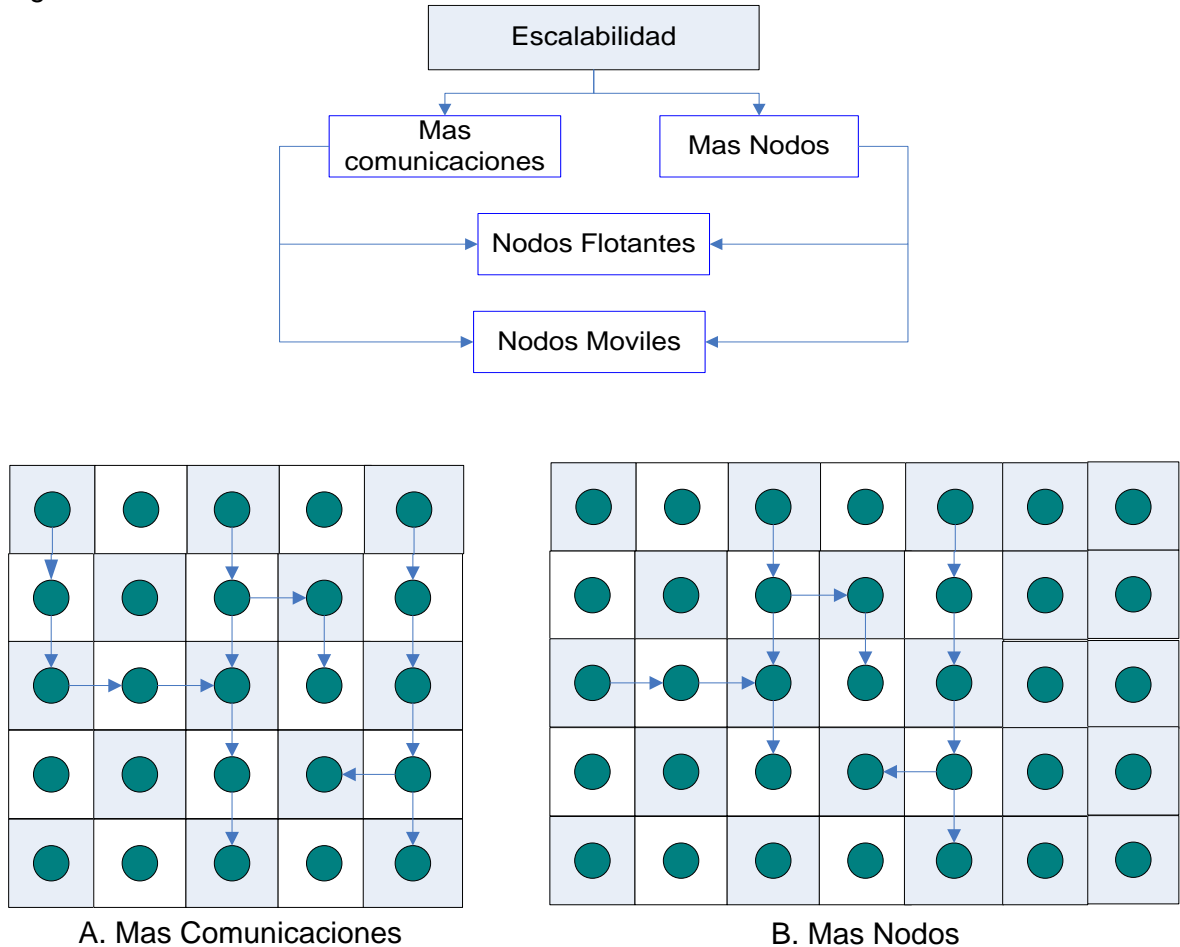 Escalabilidad
Mas
comunicaciones
Mas Nodos
Nodos Flotantes
Nodos Moviles
A. Mas Comunicaciones
B. Mas Nodos